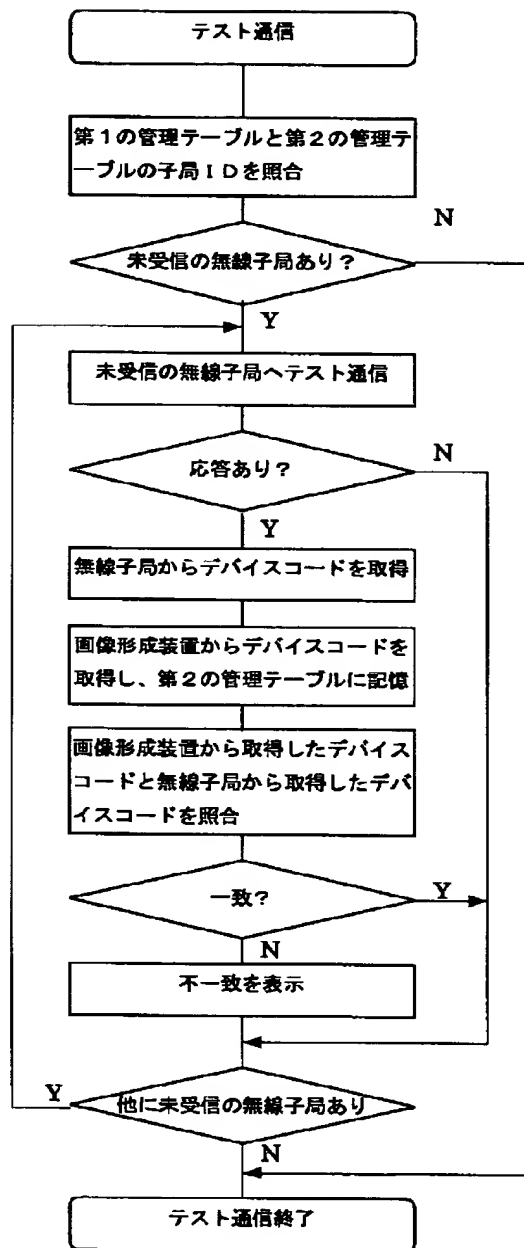 テスト通信
第1の管理テーブルと第2の管理テ
ーブルの子局IDを照合
N
未受信の無線子局あり?
Y
未受信の無線子局へテスト通信
N
応答あり?
Y
無線子局からデバイスコードを取得
画像形成装置からデバイスコードを
取得し、第2の管理テーブルに記憶
画像形成装置から取得したデバイス
コードと無線子局から取得したデバ
イスコードを照合
一致?
Y
N
不一致を表示
Y
他に未受信の無線子局あり
N
テスト通信終了